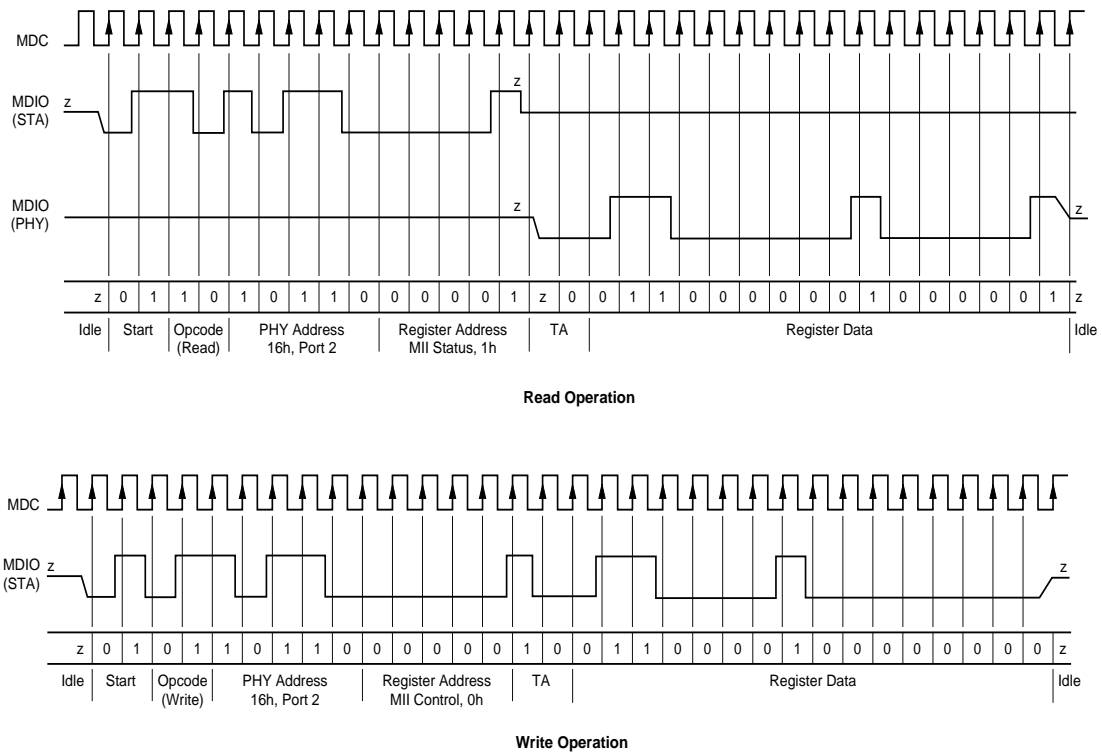 MDC
MDIO
(STA)
z
z
MDIO
(PHY)
z
z
z 0 1 1 0 1 0 1 1 0 0 0 0 0 1 z 0 0 1 1 0 0 0 0 0 0 1 0 0 0 0 0 1 z
Idle Start Opcode PHY Address Register Address TA Register Data Idle
(Read) 16h, Port 2 MII Status, 1h
Read Operation
MDC
MDIO
(STA)
z
z
z 0 1 0 1 1 0 1 1 0 0 0 0 0 0 1 0 0 1 1 0 0 0 0 1 0 0 0 0 0 0 0 0 z
Idle Start Opcode PHY Address Register Address TA Register Data Idle
(Write) 16h, Port 2 MII Control, 0h
Write Operation